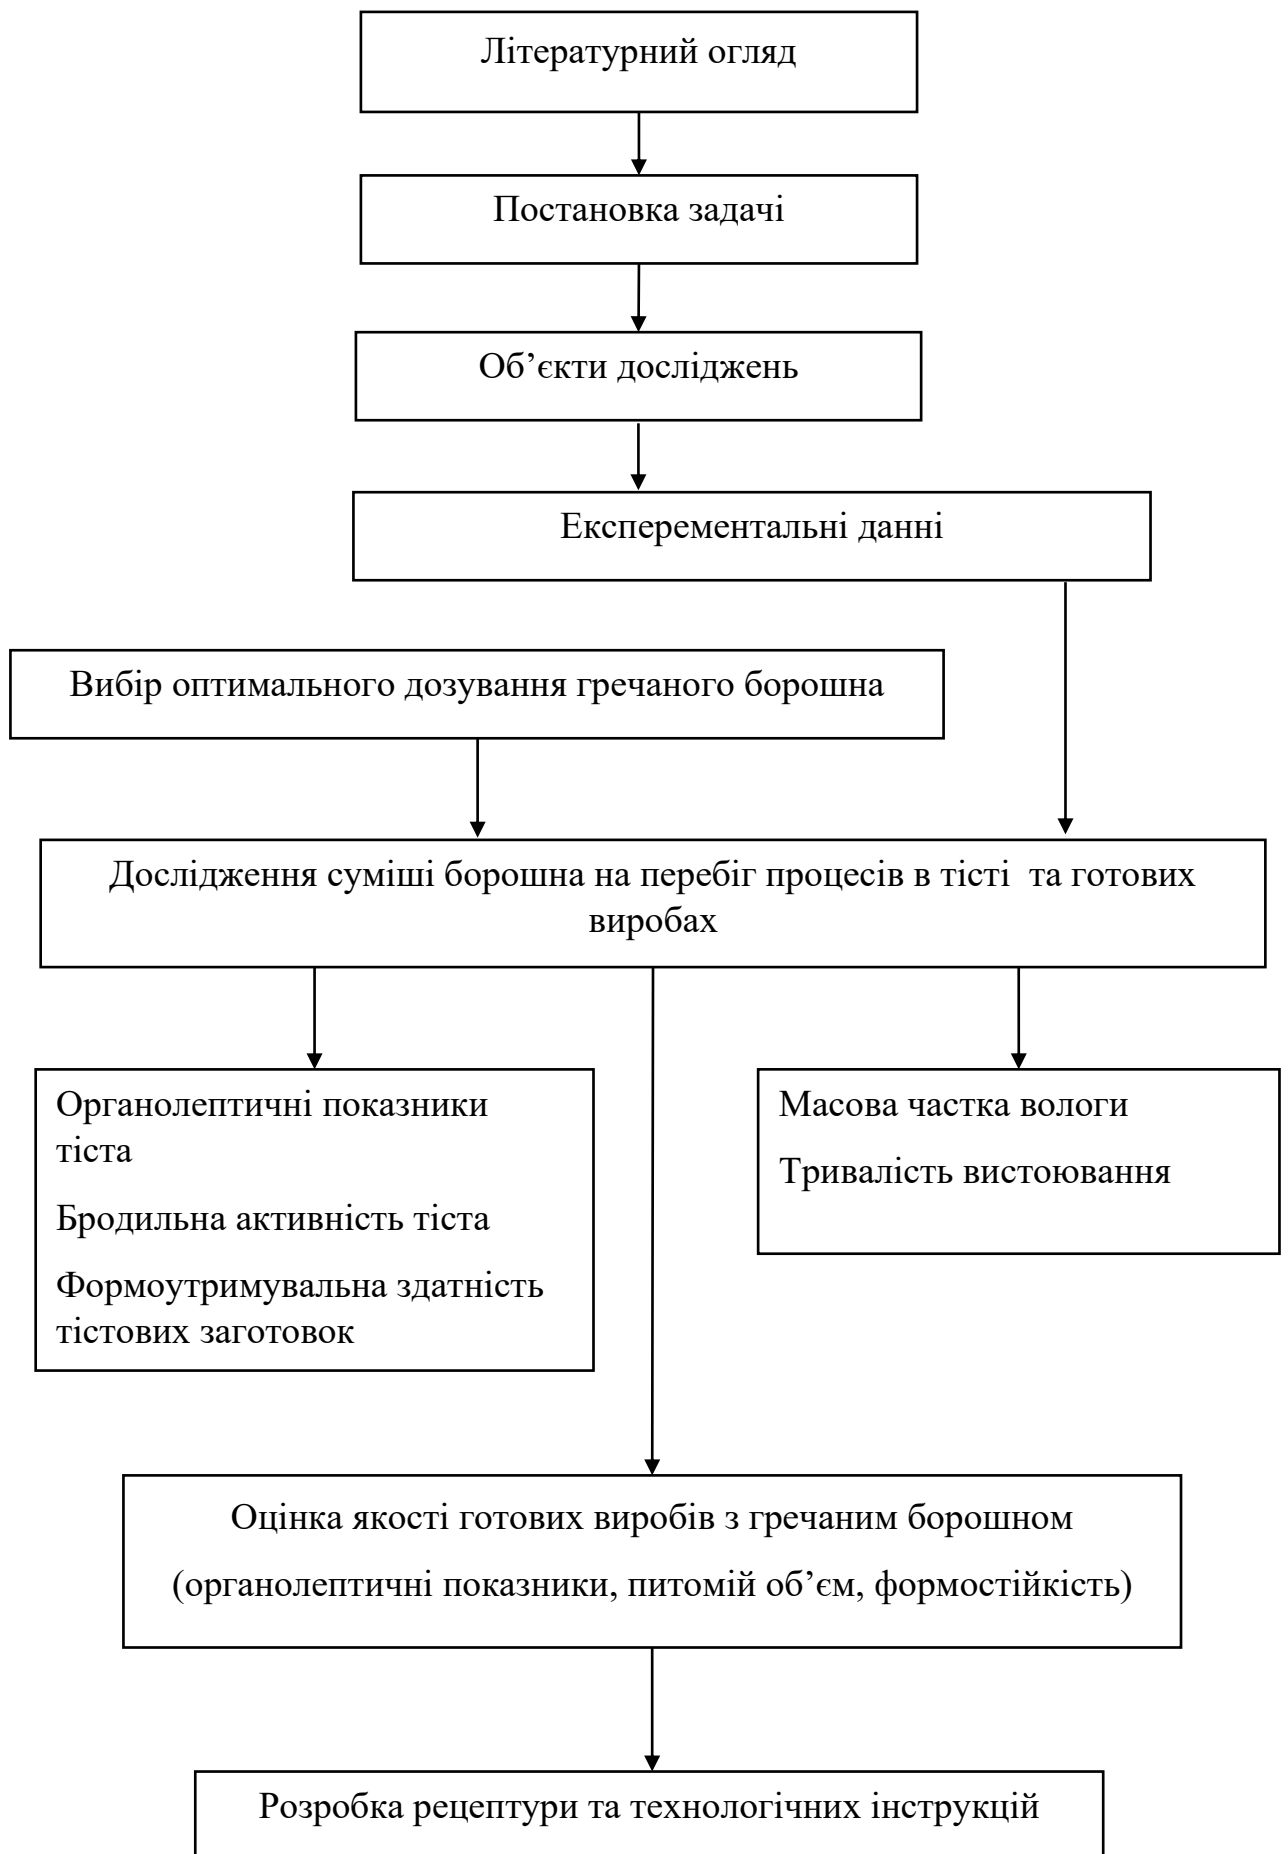 Літературний огляд
Постановка задачі
Об’єкти досліджень
Експерементальні данні
Вибір оптимального дозування гречаного борошна
Дослідження суміші борошна на перебіг процесів в тісті  та готових
виробах
Органолептичні показники
тіста
Бродильна активність тіста
Формоутримувальна здатність
тістових заготовок
Масова частка вологи
Тривалість вистоювання
Оцінка якості готових виробів з гречаним борошном
(органолептичні показники, питомій об’єм, формостійкість)
Розробка рецептури та технологічних інструкцій